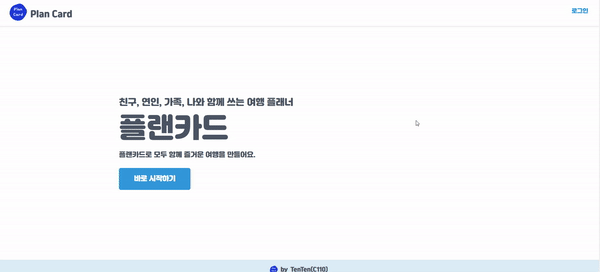 Plan
Card
Plan Card
로그인
친구, 연인, 가족, 나와 함께 쓰는 여행 플래너
플랜카드
플랜카드로 모두 함께 즐거운 여행을 만들어요.
바로 시작하기
by TenTen(C110)